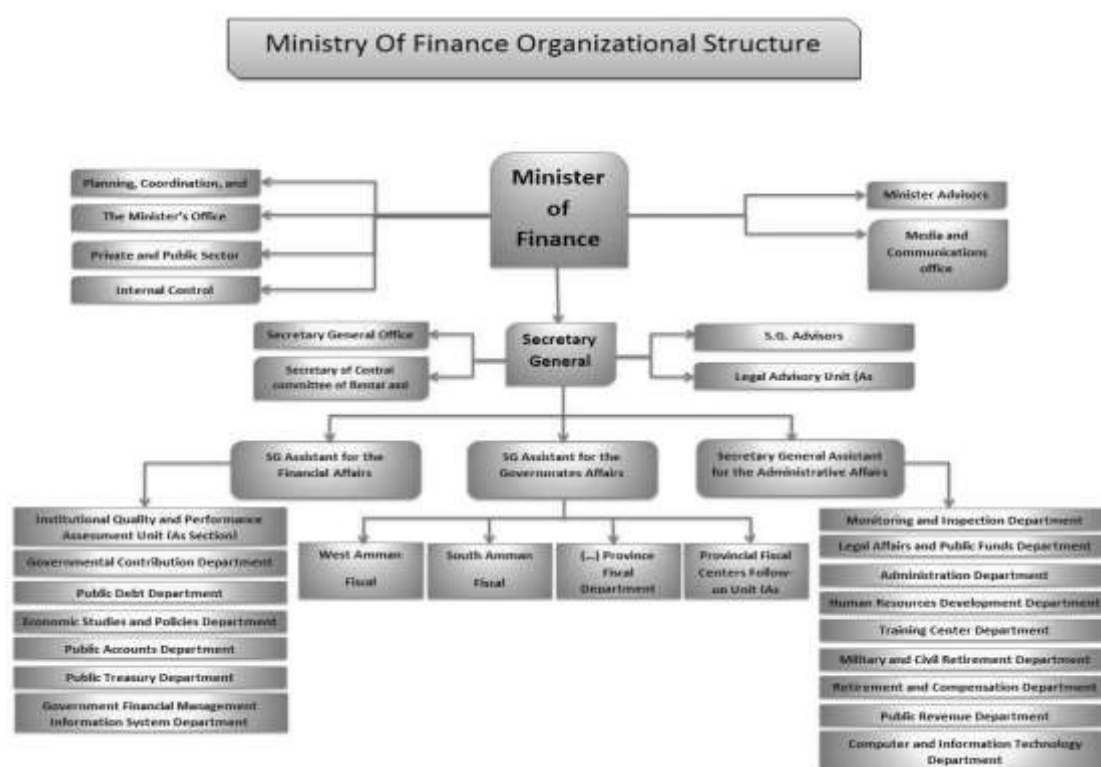 Ministry Of Finance Organizational Structure
Minister
of
Finance
Planning, Coordination, and
The Minister's Office
Private and Public Sector
Internal Control
Minister Advisors
Media and
Communications
office
Secretary
General
Secretary General Office
Secretary of Central
committee of Rental and
S.G. Advisors
Legal Advisory Unit (As
SG Assistant for the
Financial Affairs
SG Assistant for the
Governorates Affairs
Secretary General Assistant
for the Administrative Affairs
Institutional Quality and Performance
Assessment Unit (As Section)
Governmental Contribution Department
Public Debt Department
Economic Studies and Policies Department
Public Accounts Department
Public Treasury Department
Government Financial Management
Information System Department
West Amman
Fiscal
South Amman
Fiscal
(...) Province
Fiscal
Department
Provincial Fiscal
Centers Follow-
on Unit (As
Monitoring and Inspection Department
Legal Affairs and Public Funds Department
Administration Department
Human Resources Development Department
Training Center Department
Military and Civil Retirement Department
Retirement and Compensation Department
Public Revenue Department
Computer and Information Technology
Department